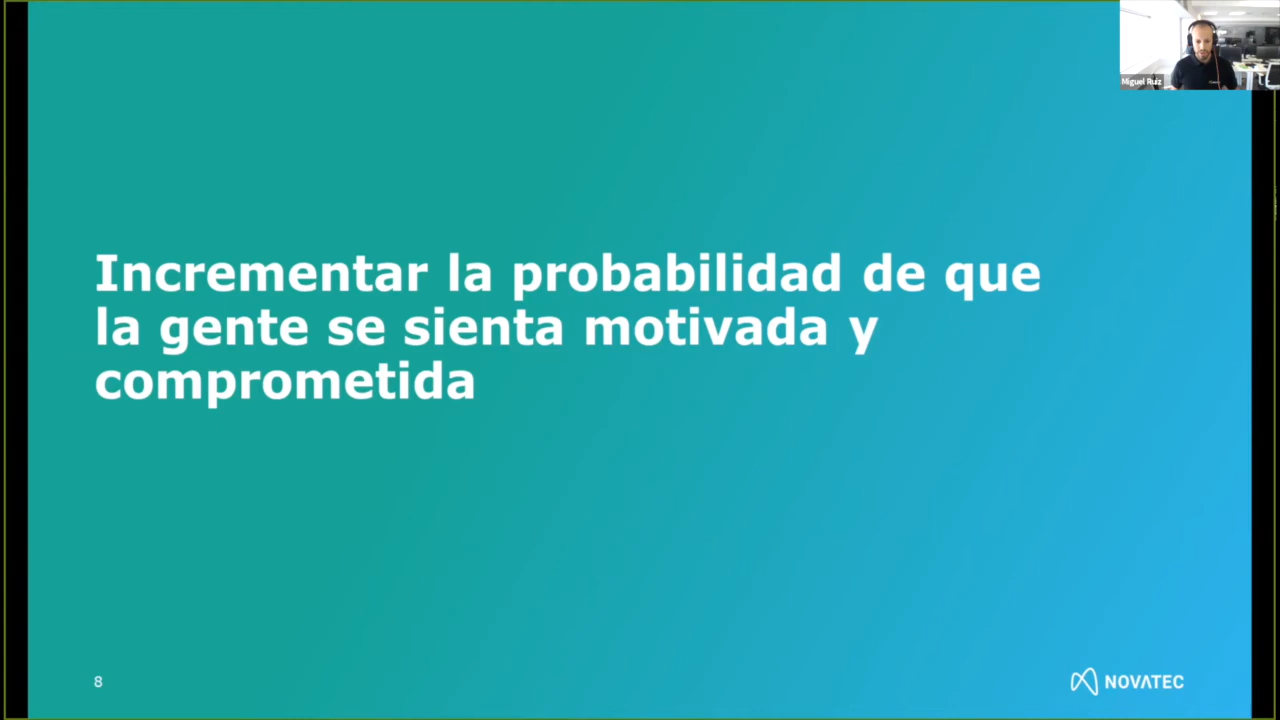 Miguel Ruiz
Incrementar la probabilidad de que
la gente se sienta motivada y
comprometida
8
NOVATEC